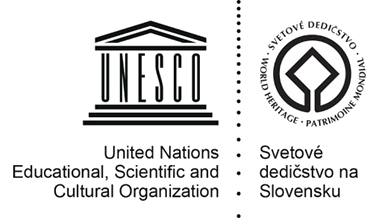 UNESCO
United Nations
Educational, Scientific and
Cultural Organization
SVETOVÉ DEDIČSTVO • WORLD HERITAGE • PATRIMOINE MONDIAL •
Svetové
dedičstvo na
Slovensku